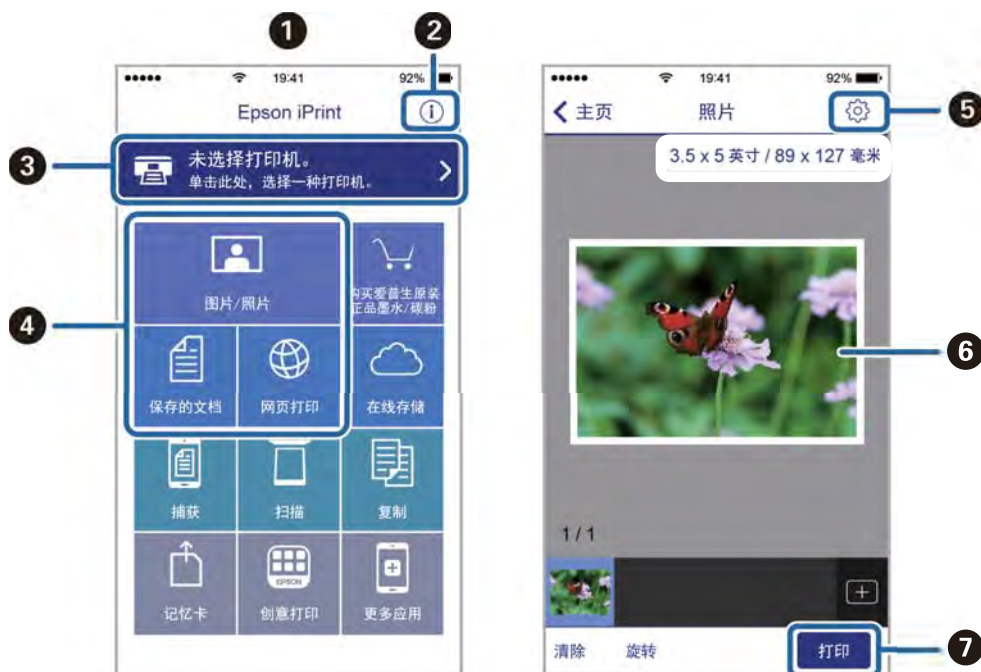 1
2
19:41
92%
Epson iPrint
3
未选择打印机。
单击此处，选择一种打印机。
4
图片/照片
购买爱普生原装
正品墨水/碳粉
保存的文档
网页打印
在线存储
捕获
扫描
复制
记忆卡
EPSON
创意打印
更多应用
19:41
92%
主页
照片
5
3.5 x 5 英寸 / 89 x 127 毫米
6
1 / 1
清除
旋转
打印
7